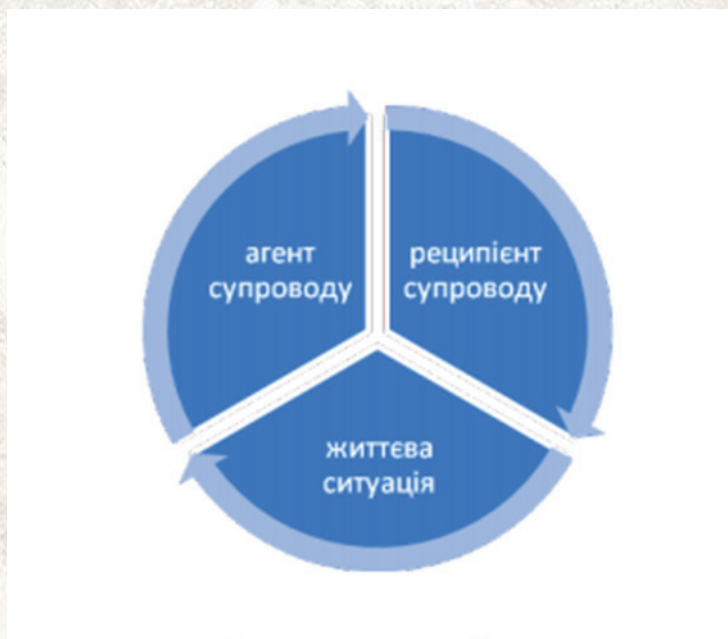 агент
супроводу
реципієнт
супроводу
життєва
ситуація